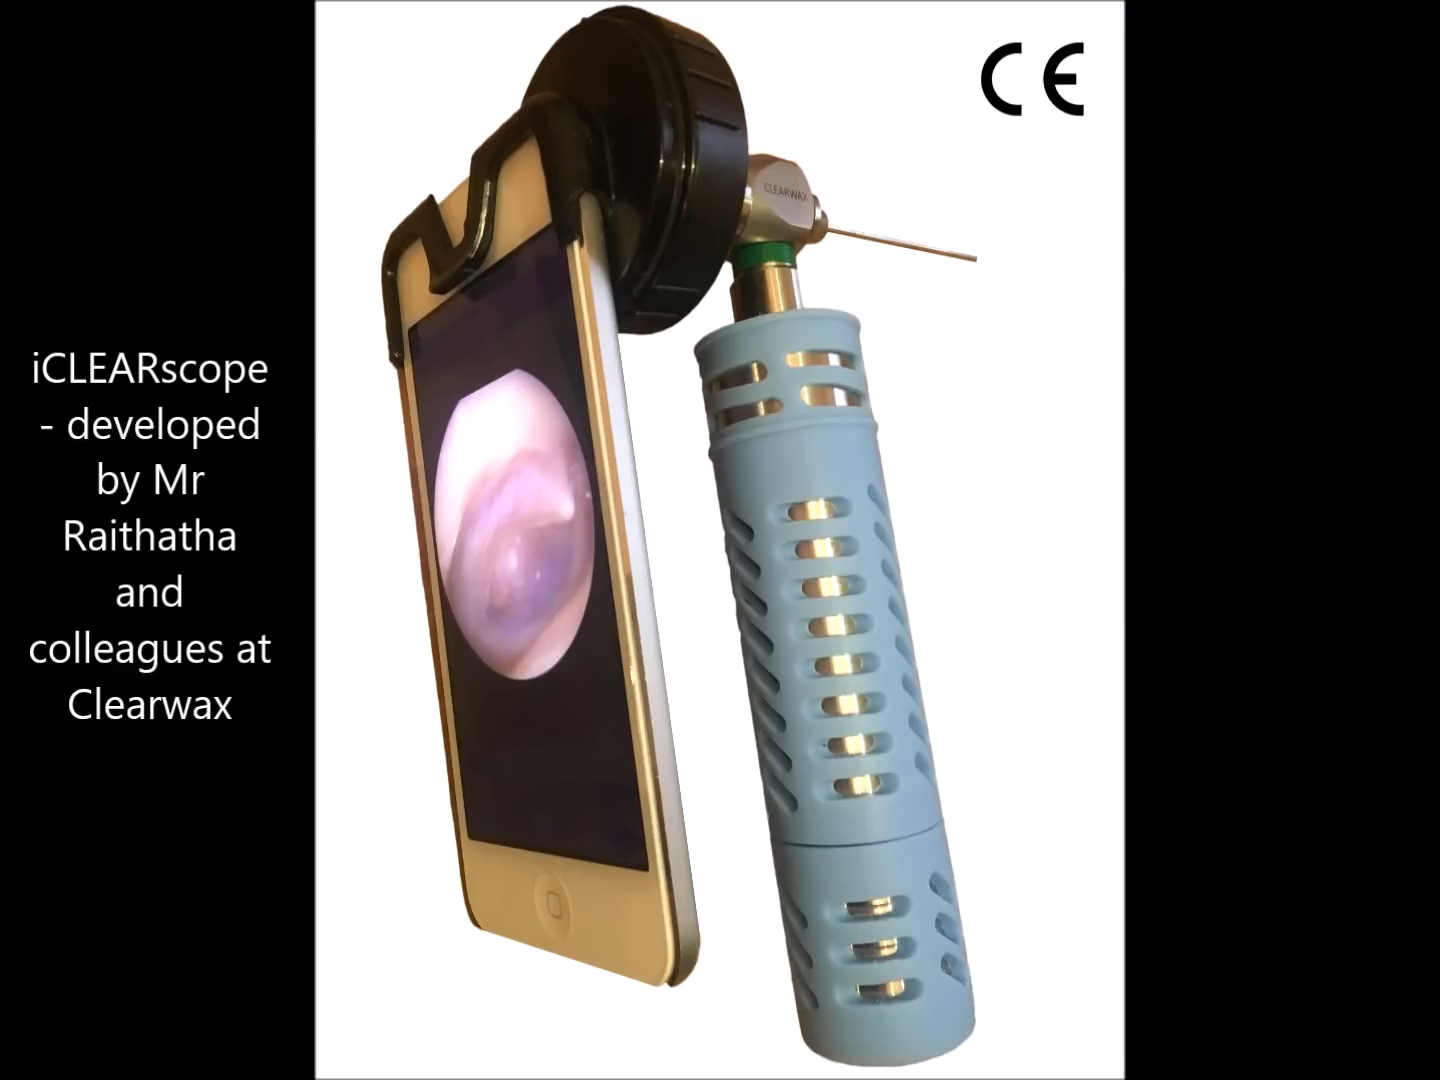 CE
CLEARWAX
iCLEARscope
- developed
by Mr
Raithatha
and
colleagues at
Clearwax